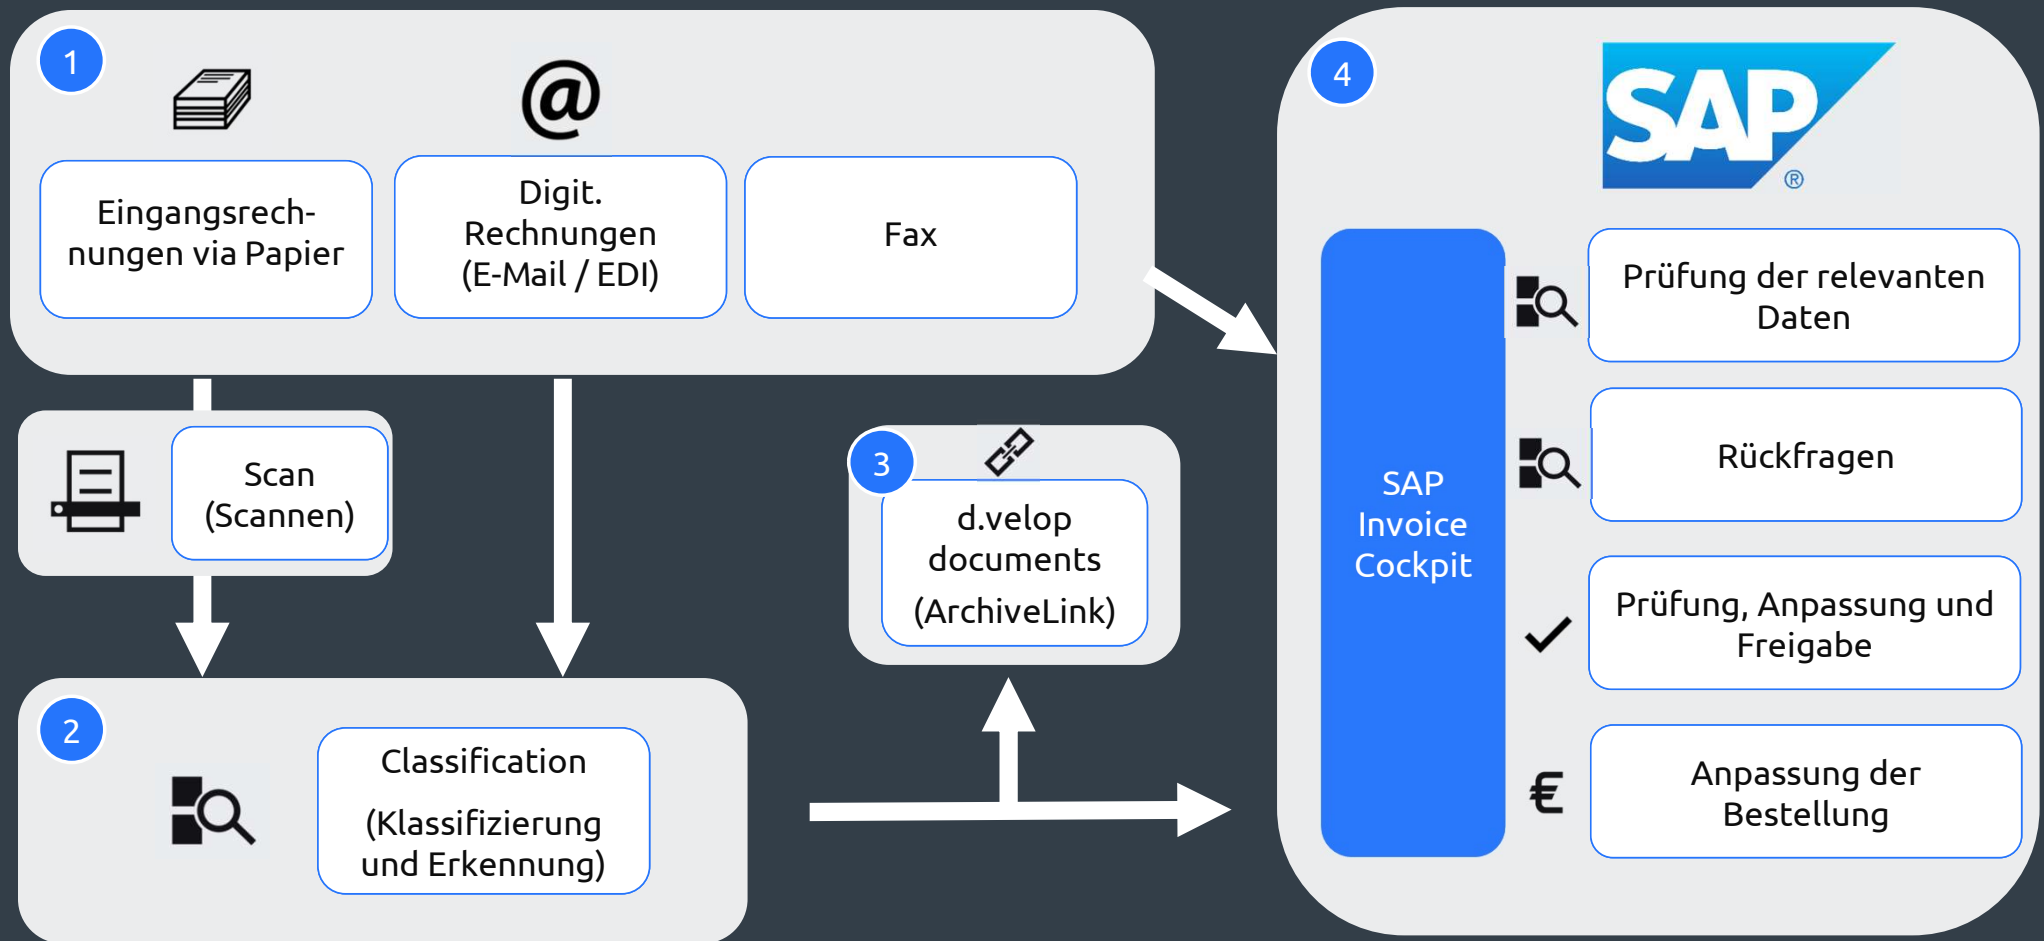 1
@
Eingangsrech-
nungen via Papier
Digit.
Rechnungen
(E-Mail / EDI)
Fax
Scan
(Scannen)
2
Classification
(Klassifizierung
und Erkennung)
3
d.velop
documents
(ArchiveLink)
4
SAP
®
SAP
Invoice
Cockpit
Prüfung der relevanten
Daten
Rückfragen
Prüfung, Anpassung und
Freigabe
€
Anpassung der
Bestellung